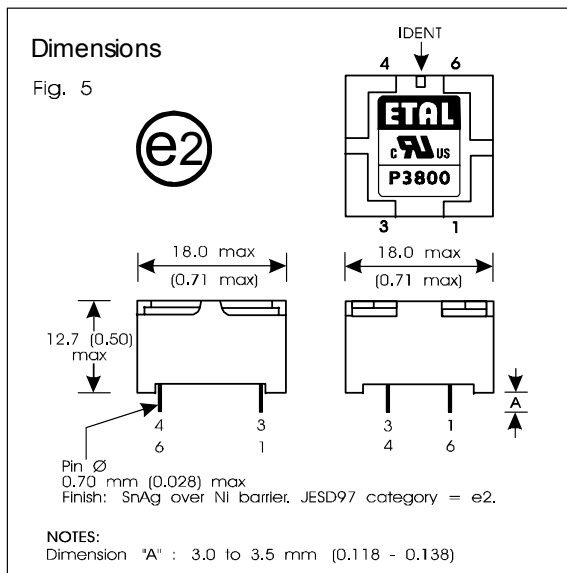 Dimensions
Fig. 5
e2
IDENT
4 6
ETAL
c RU US
P3800
3 1
18.0 max
(0.71 max)
18.0 max
(0.71 max)
12.7 (0.50)
max
A
4 3
6 1
3 1
4 6
Pin Ø
0.70 mm (0.028) max
Finish: SnAg over Ni barrier. JESD97 category = e2.
NOTES:
Dimension "A" : 3.0 to 3.5 mm (0.118 - 0.138)